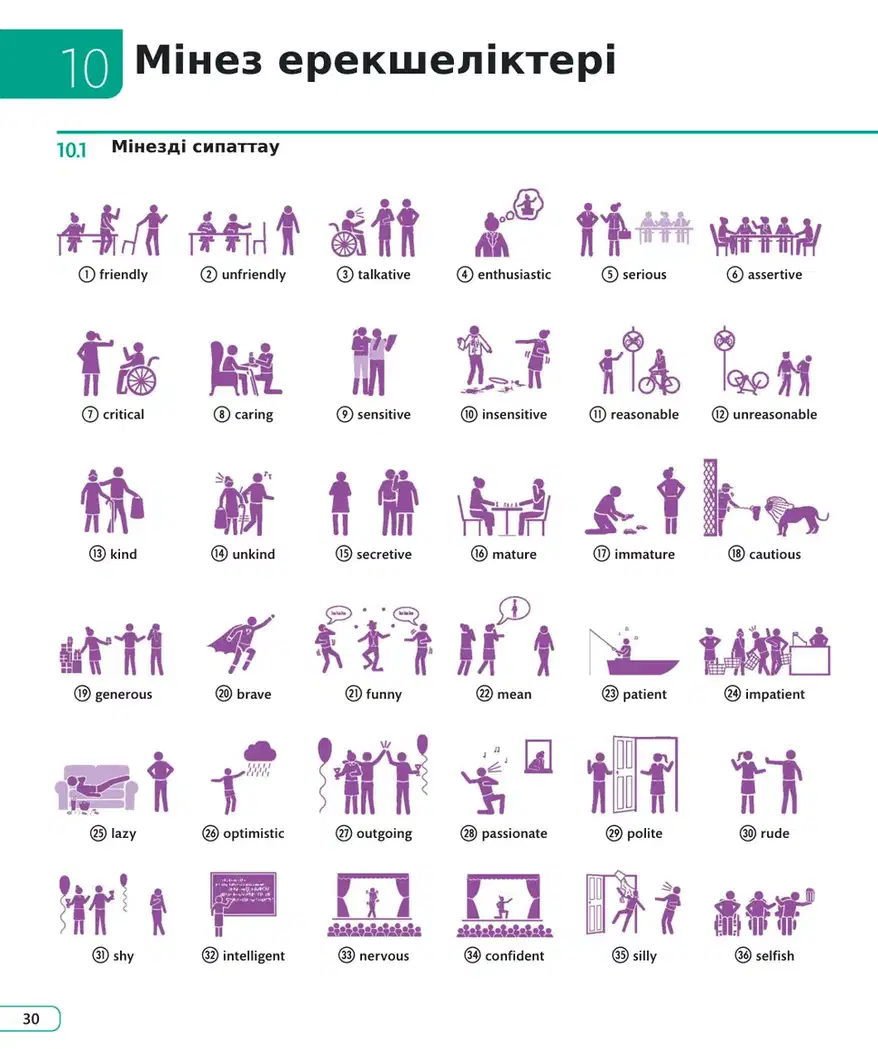 10 Мінез ерекшеліктері
10.1 Мінезді сипаттау
① friendly ② unfriendly ③ talkative ④ enthusiastic ⑤ serious ⑥ assertive
⑦ critical ⑧ caring ⑨ sensitive ⑩ insensitive ⑪ reasonable ⑫ unreasonable
⑬ kind ⑭ unkind ⑮ secretive ⑯ mature ⑰ immature ⑱ cautious
⑲ generous ⑳ brave ㉑ funny ㉒ mean ㉓ patient ㉔ impatient
㉕ lazy ㉖ optimistic ㉗ outgoing ㉘ passionate ㉙ polite ㉚ rude
㉛ shy ㉜ intelligent ㉝ nervous ㉞ confident ㉟ silly ㊱ selfish
30